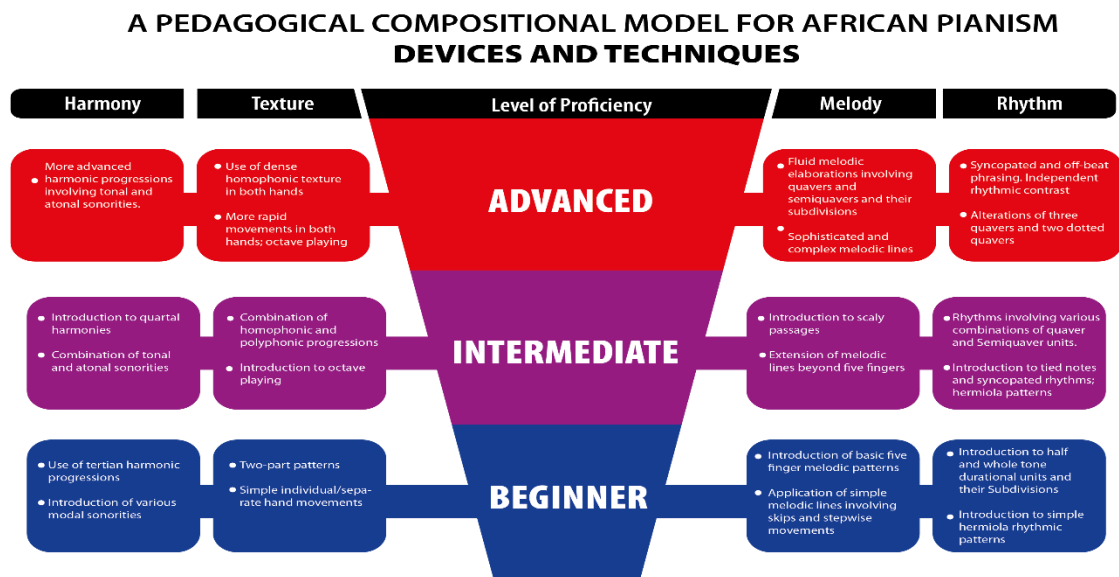 A PEDAGOGICAL COMPOSITIONAL MODEL FOR AFRICAN PIANISM
DEVICES AND TECHNIQUES
Harmony
Texture
Level of Proficiency
Melody
Rhythm
More advanced
harmonic progressions
involving tonal and
atonal sonorities.
Use of dense
homophonic texture
in both hands
More rapid
movements in both
hands; octave playing
ADVANCED
Fluid melodic
elaborations involving
quavers and
semiquavers and their
subdivisions
Sophisticated and
complex melodic lines
Syncopated and off-beat
phrasing. Independent
rhythmic contrast
Alterations of three
quavers and two dotted
quavers
Introduction to quartal
harmonies
Combination of tonal
and atonal sonorities
Combination of
homophonic and
polyphonic progressions
Introduction to octave
playing
INTERMEDIATE
Introduction to scaly
passages
Extension of melodic
lines beyond five fingers
Rhythms involving various
combinations of quaver
and Semiquaver units.
Introduction to tied notes
and syncopated rhythms;
hermiola patterns
Use of tertian harmonic
progressions
Introduction of various
modal sonorities
Two-part patterns
Simple individual/sepa-
rate hand movements
BEGINNER
Introduction of basic five
finger melodic patterns
Application of simple
melodic lines involving
skips and stepwise
movements
Introduction to half
and whole tone
durational units and
their Subdivisions
Introduction to simple
hermiola rhythmic
patterns